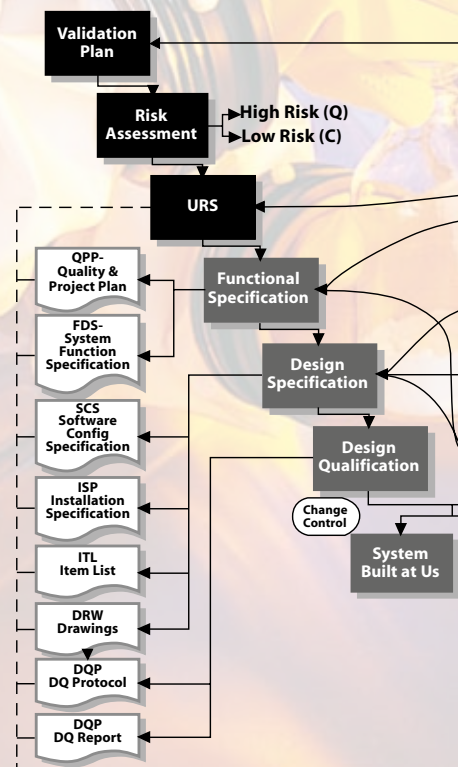 Validation
Plan
Risk
Assessment
High Risk (Q)
Low Risk (C)
URS
QPP-
Quality &
Project Plan
Functional
Specification
FDS-
System
Function
Specification
Design
Specification
SCS
Software
Config
Specification
Design
Qualification
ISP
Installation
Specification
Change
Control
System
Built at Us
ITL
Item List
DRW
Drawings
DQP
DQ Protocol
DQP
DQ Report